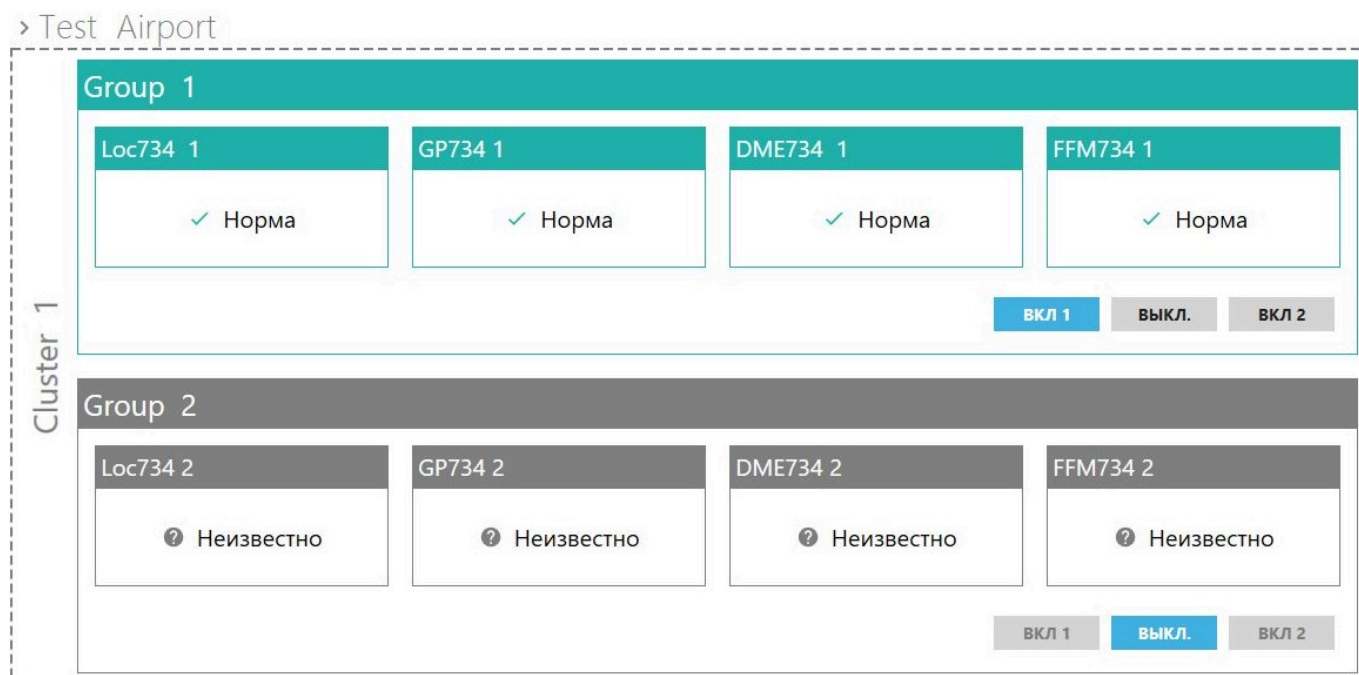 Test Airport
Cluster 1
Group 1
Loc734 1 GP734 1 DME734 1 FFM734 1
Норма Норма Норма Норма
ВКЛ 1 ВЫКЛ. ВКЛ 2
Group 2
Loc734 2 GP734 2 DME734 2 FFM734 2
Неизвестно Неизвестно Неизвестно Неизвестно
ВКЛ 1 ВЫКЛ. ВКЛ 2